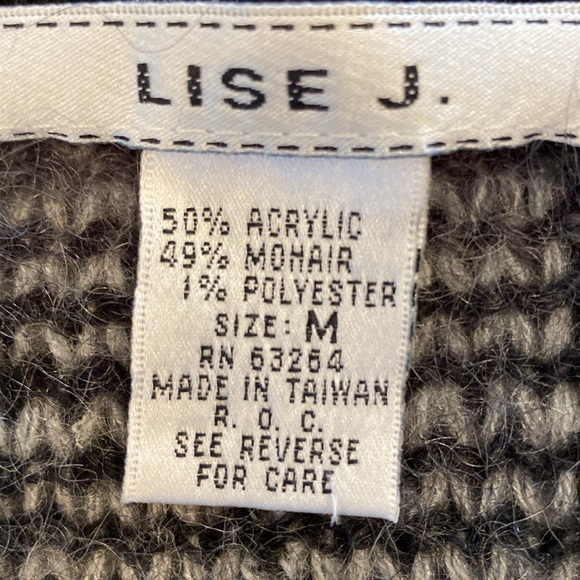 LISE J.
50% ACRYLIC
49% MOHAIR
1% POLYESTER
SIZE: M
RN 63264
MADE IN TAIWAN
R. O. C.
SEE REVERSE
FOR CARE